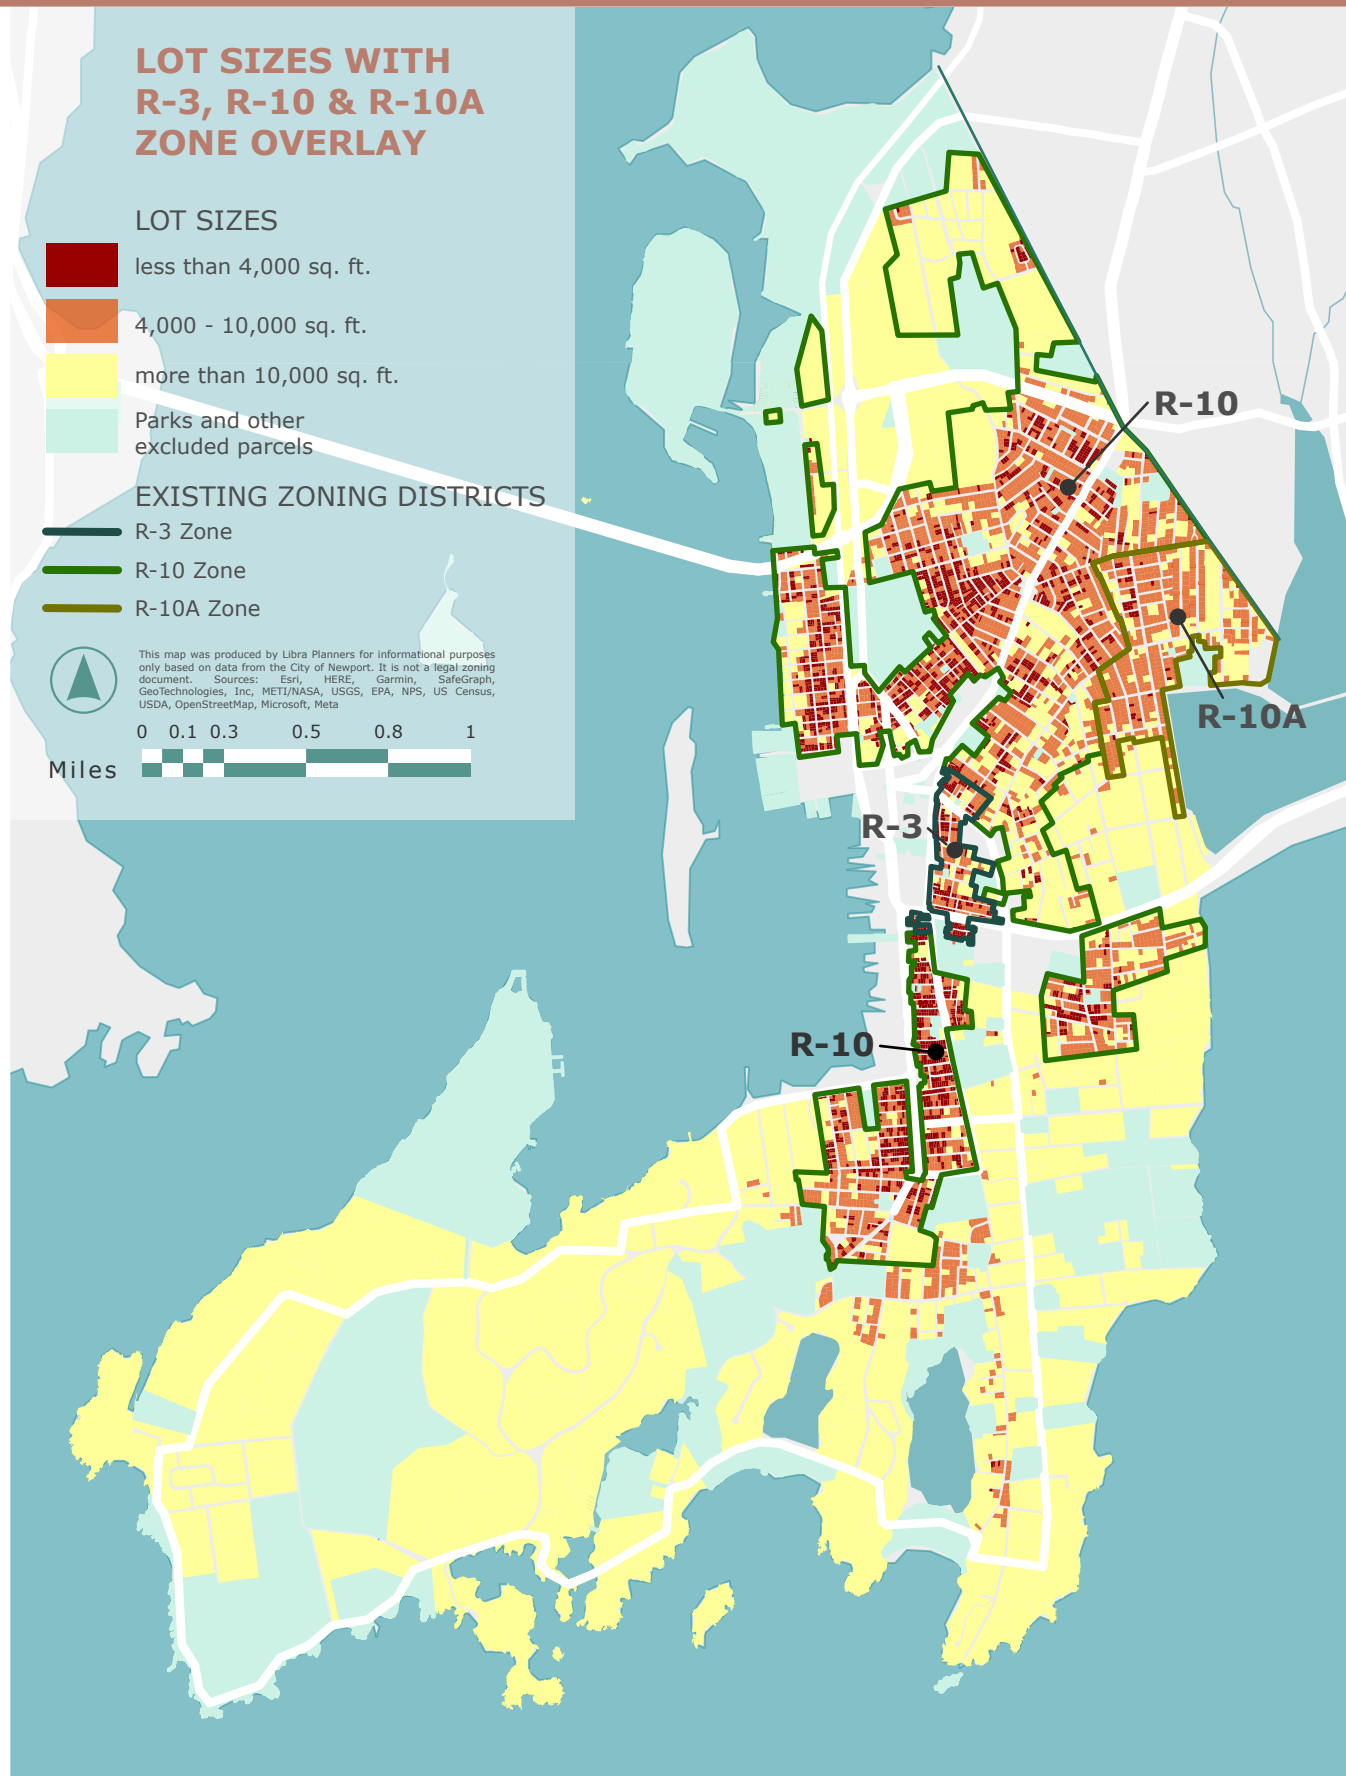 LOT SIZES WITH
R-3, R-10 & R-10A
ZONE OVERLAY
LOT SIZES
less than 4,000 sq. ft.
4,000 - 10,000 sq. ft.
more than 10,000 sq. ft.
Parks and other
excluded parcels
EXISTING ZONING DISTRICTS
R-3 Zone
R-10 Zone
R-10A Zone
This map was produced by Libra Planners for informational purposes
only based on data from the City of Newport. It is not a legal zoning
document. Sources: Esri, HERE, Garmin, SafeGraph,
GeoTechnologies, Inc, METI/NASA, USGS, EPA, NPS, US Census,
USDA, OpenStreetMap, Microsoft, Meta
0 0.1 0.3 0.5 0.8 1
Miles
R-10
R-10A
R-3
R-10